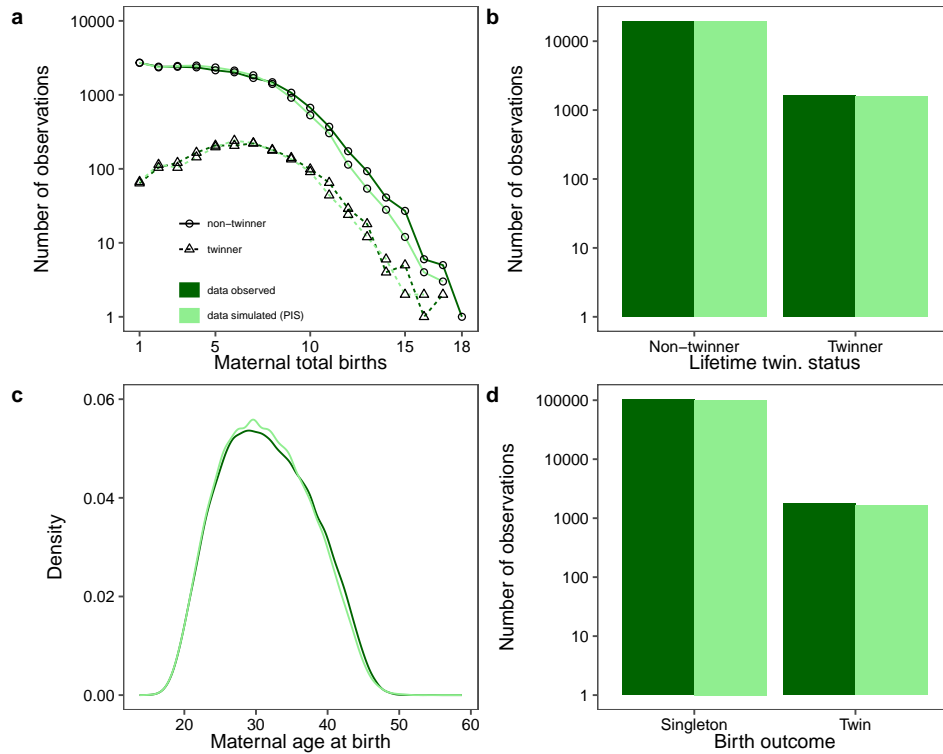 a
10000
1000
100
10
1
Number of observations
non−twinner
twinner
data observed
data simulated (PIS)
1 5 10 15 18
Maternal total births
b
10000
1000
100
10
1
Number of observations
Non−twinner Twinner
Lifetime twin. status
c
0.06
0.04
0.02
0.00
Density
20 30 40 50 60
Maternal age at birth
d
100000
10000
1000
100
10
1
Number of observations
Singleton Twin
Birth outcome